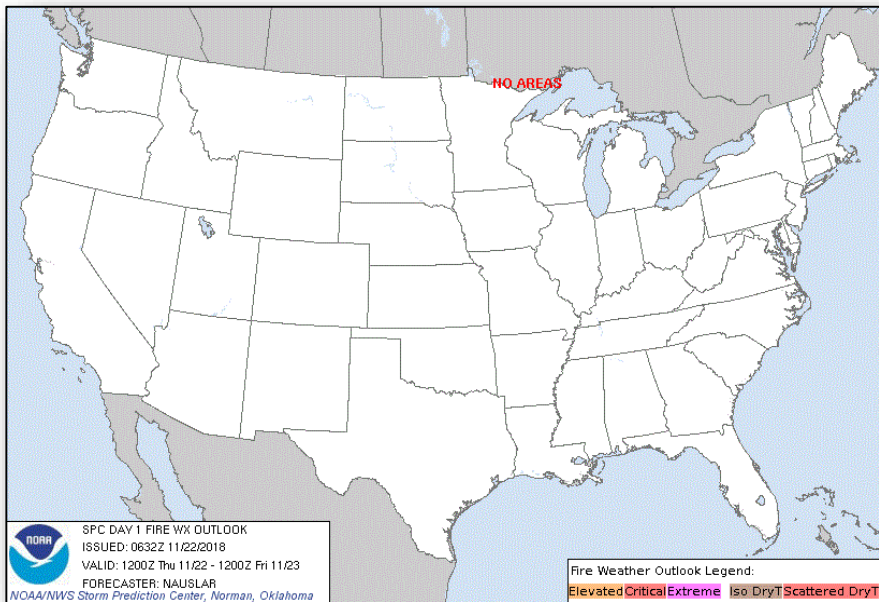 NO AREAS
SPC DAY 1 FIRE WX OUTLOOK
ISSUED: 0632Z 11/22/2018
VALID: 1200Z Thu 11/22 - 1200Z Fri 11/23
FORECASTER: NAUSLAR
NOAA/NWS Storm Prediction Center, Norman, Oklahoma
NOAA
Fire Weather Outlook Legend:
Elevated Critical Extreme Iso DryT Scattered DryT